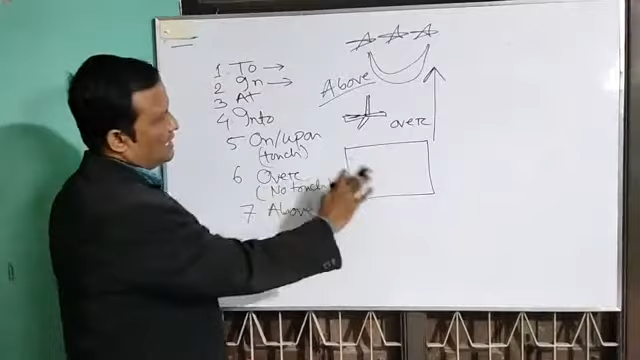 1. To →
2 In →
3 At
4. Into
5 On/upon
(touch)
6 Over
(No touch
7 Above
Above
over